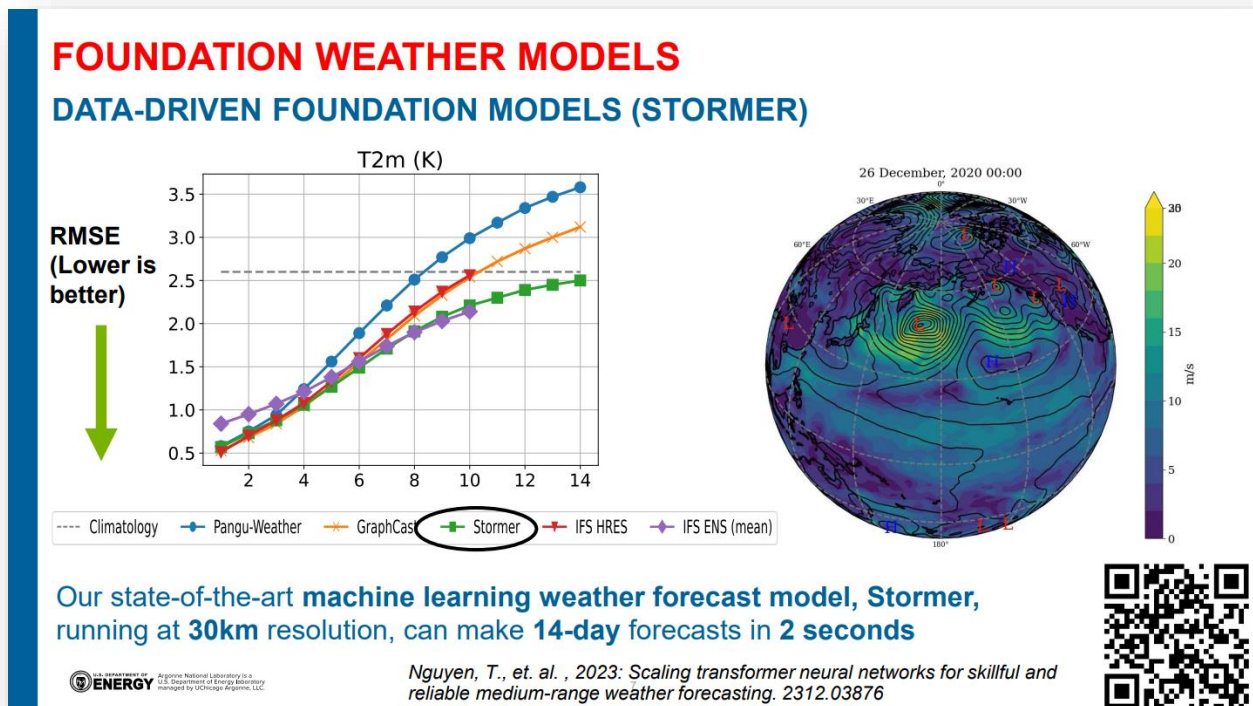 FOUNDATION WEATHER MODELS
DATA-DRIVEN FOUNDATION MODELS (STORMER)
T2m (K)
RMSE
(Lower is
better)
3.5
3.0
2.5
2.0
1.5
1.0
0.5
2 4 6 8 10 12 14
Climatology Pangu-Weather GraphCast Stormer IFS HRES IFS ENS (mean)
26 December, 2020 00:00
0°
30°E 30°W
60°E 60°W
L
H
L L L
H
L L
H
H L L
180°
20
15
10
5
0
m/s
Our state-of-the-art machine learning weather forecast model, Stormer,
running at 30km resolution, can make 14-day forecasts in 2 seconds
U.S. DEPARTMENT OF
ENERGY
Argonne National Laboratory is a
U.S. Department of Energy laboratory
managed by UChicago Argonne, LLC.
Nguyen, T., et. al. , 2023: Scaling transformer neural networks for skillful and
reliable medium-range weather forecasting. 2312.03876
7